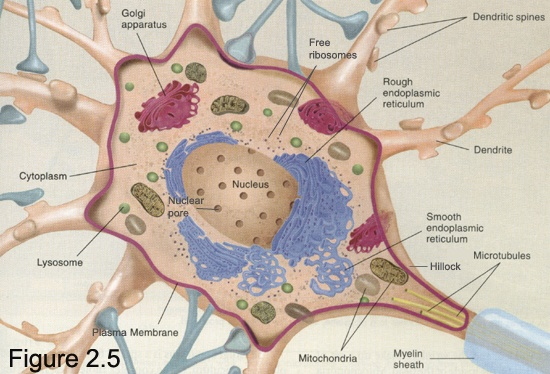 Golgi
apparatus
Dendritic spines
Free
ribosomes
Rough
endoplasmic
reticulum
Dendrite
Cytoplasm
Nucleus
Nuclear
pore
Smooth
endoplasmic
reticulum
Lysosome
Hillock
Microtubules
Plasma Membrane
Mitochondria
Myelin
sheath
Figure 2.5